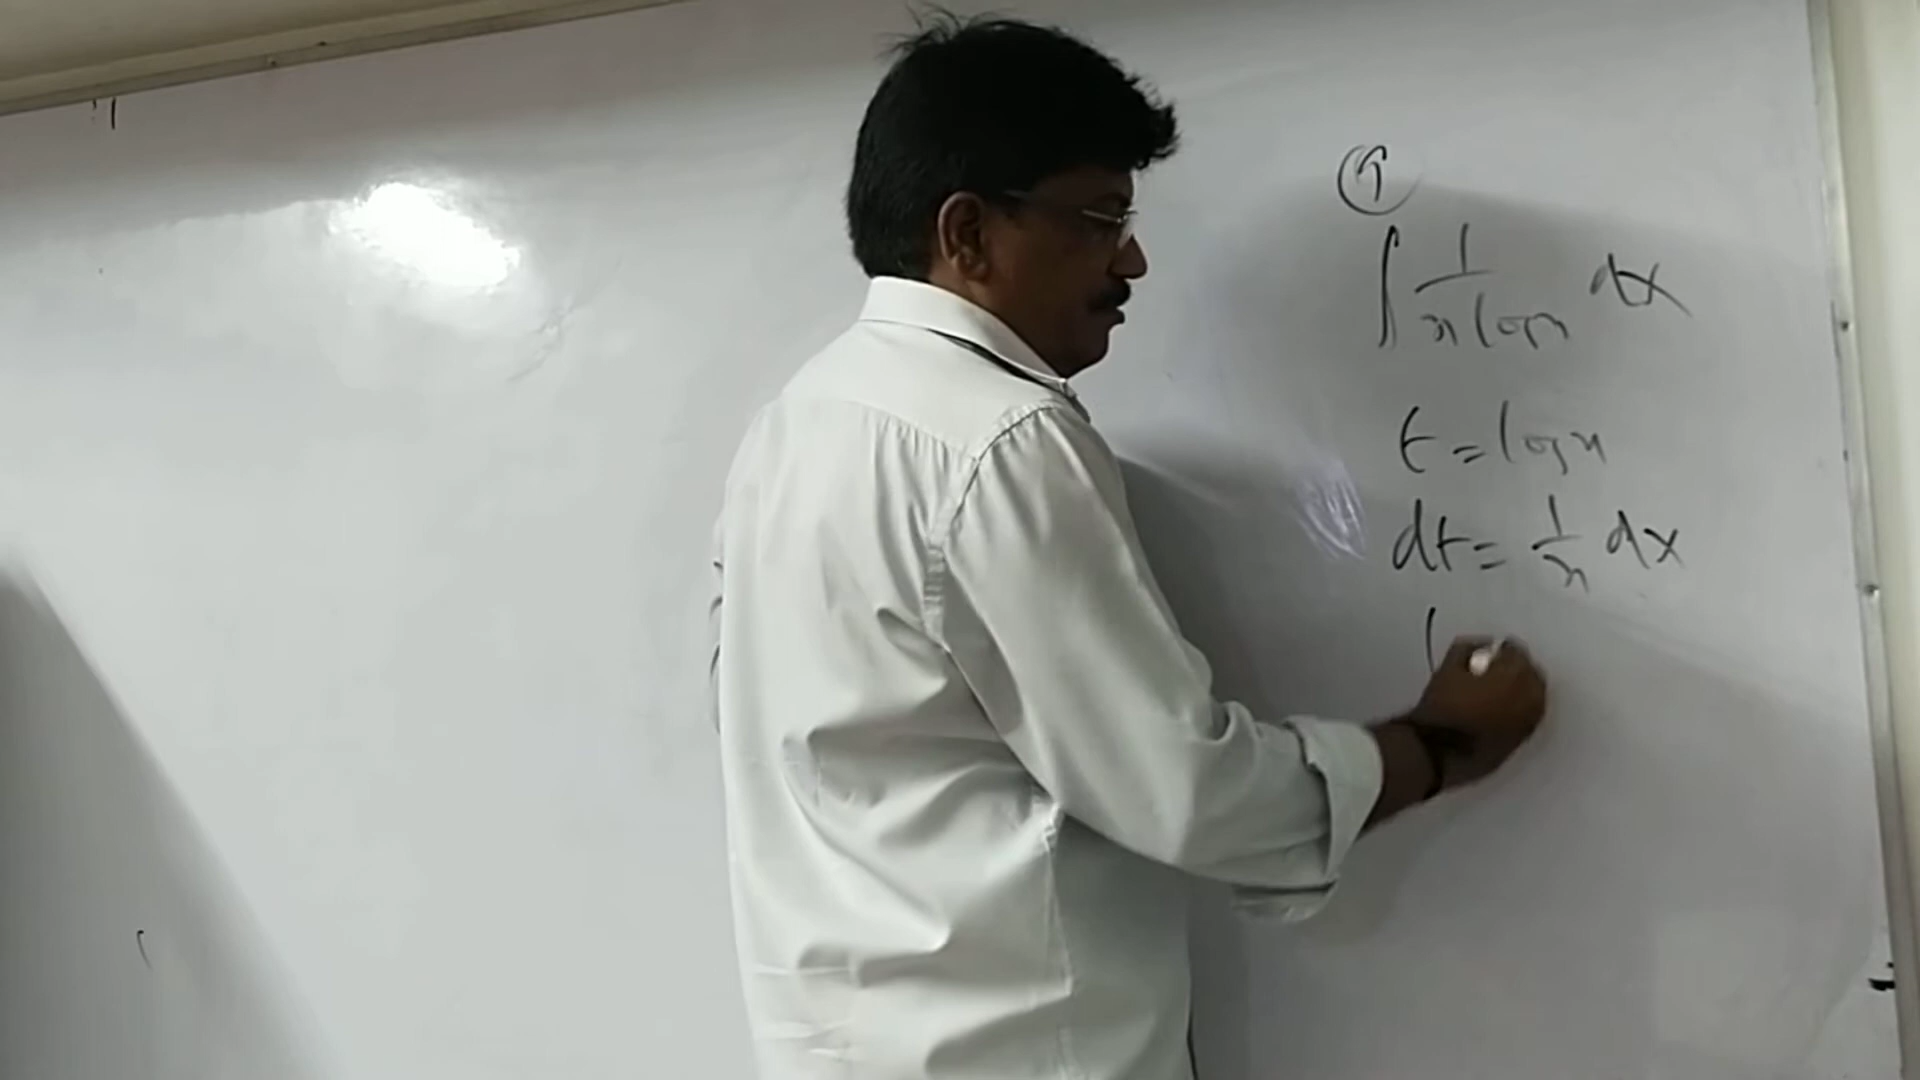 ∫ 1/(x log x) dx
t = log x
dt = 1/x dx